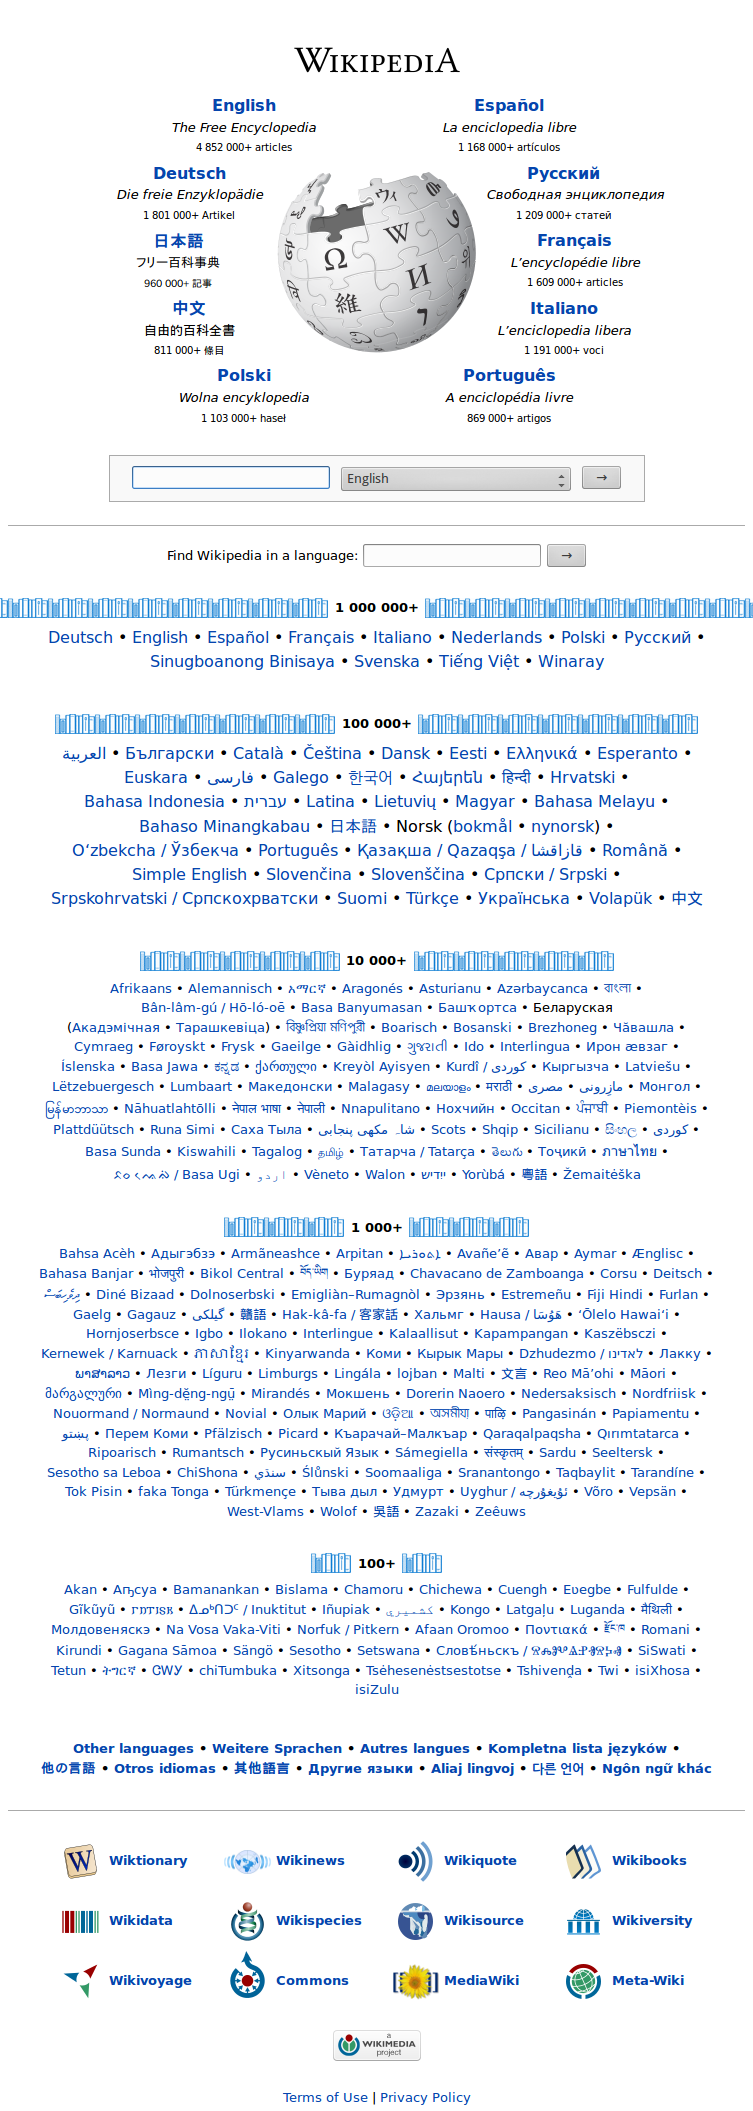 WIKIPEDIA
English
The Free Encyclopedia
4 852 000+ articles
Español
La enciclopedia libre
1 168 000+ artículos
Deutsch
Die freie Enzyklopädie
1 801 000+ Artikel
Русский
Свободная энциклопедия
1 209 000+ статей
日本語
フリー百科事典
960 000+ 記事
Français
L'encyclopédie libre
1 609 000+ articles
中文
自由的百科全書
811 000+ 條目
Italiano
L'enciclopedia libera
1 191 000+ voci
Polski
Wolna encyklopedia
1 103 000+ haseł
Português
A enciclopédia livre
869 000+ artigos
English →
Find Wikipedia in a language: →
1 000 000+
Deutsch • English • Español • Français • Italiano • Nederlands • Polski • Русский •
Sinugboanong Binisaya • Svenska • Tiếng Việt • Winaray
100 000+
العربية • Български • Català • Čeština • Dansk • Eesti • Ελληνικά • Esperanto •
Euskara • فارسی • Galego • 한국어 • Հայերեն • हिन्दी • Hrvatski •
Bahasa Indonesia • עברית • Latina • Lietuvių • Magyar • Bahasa Melayu •
Bahaso Minangkabau • 日本語 • Norsk (bokmål • nynorsk) •
Oʻzbekcha / Ўзбекча • Português • Қазақша / Qazaqşa / قازاقشا • Română •
Simple English • Slovenčina • Slovenščina • Српски / Srpski •
Srpskohrvatski / Српскохрватски • Suomi • Türkçe • Українська • Volapük • 中文
10 000+
Afrikaans • Alemannisch • አማርኛ • Aragonés • Asturianu • Azərbaycanca • বাংলা •
Bân-lâm-gú / Hō-ló-oē • Basa Banyumasan • Башҡортса • Беларуская
(Акадэмічная • Тарашкевіца) • বিষ্ণুপ্রিয়া মণিপুরী • Boarisch • Bosanski • Brezhoneg • Чӑвашла •
Cymraeg • Føroyskt • Frysk • Gaeilge • Gàidhlig • ગુજરાતી • Ido • Interlingua • Ирон æвзаг •
Íslenska • Basa Jawa • ಕನ್ನಡ • ქართული • Kreyòl Ayisyen • Kurdî / كوردی • Кыргызча • Latviešu •
Lëtzebuergesch • Lumbaart • Македонски • Malagasy • മലയാളം • मराठी • مصرى • مازِرونی • Монгол •
မြန်မာဘာသာ • Nāhuatlahtōlli • नेपाल भाषा • नेपाली • Nnapulitano • Нохчийн • Occitan • ਪੰਜਾਬੀ • Piemontèis •
Plattdüütsch • Runa Simi • Саха Тыла • شاہ مکھی پنجابی • Scots • Shqip • Sicilianu • සිංහල • کوردی •
Basa Sunda • Kiswahili • Tagalog • தமிழ் • Татарча / Tatarça • తెలుగు • Тоҷикӣ • ภาษาไทย •
ᨅᨔ ᨕᨙᨁᨗ / Basa Ugi • اردو • Vèneto • Walon • ייִדיש • Yorùbá • 粵語 • Žemaitėška
1 000+
Bahsa Acèh • Адыгэбзэ • Armãneashce • Arpitan • ܐܬܘܪܝܐ • Avañe'ẽ • Авар • Aymar • Ænglisc •
Bahasa Banjar • भोजपुरी • Bikol Central • བོད་ཡིག • Буряад • Chavacano de Zamboanga • Corsu • Deitsch •
ދިވެހިބަސް • Diné Bizaad • Dolnoserbski • Emigliàn–Rumagnòl • Эрзянь • Estremeñu • Fiji Hindi • Furlan •
Gaelg • Gagauz • گیلکی • 贛語 • Hak-kâ-fa / 客家話 • Хальмг • Hausa / هَوُسَا • ʻŌlelo Hawaiʻi •
Hornjoserbsce • Igbo • Ilokano • Interlingue • Kalaallisut • Kapampangan • Kaszëbsczi •
Kernewek / Karnuack • ភាសាខ្មែរ • Kinyarwanda • Коми • Кырык Мары • Dzhudezmo / לאדינו • Лакку •
ພາສາລາວ • Лезги • Líguru • Limburgs • Lingála • lojban • Malti • 文言 • Reo Mā'ohi • Māori •
მარგალური • Mìng-dĕ̤ng-ngṳ̄ • Mirandés • Мокшень • Dorerin Naoero • Nedersaksisch • Nordfriisk •
Nouormand / Normaund • Novial • Олык Марий • ଓଡ଼ିଆ • অসমীযা় • पाऴि • Pangasinán • Papiamentu •
پښتو • Перем Коми • Pfälzisch • Picard • Къарачай–Малкъар • Qaraqalpaqsha • Qırımtatarca •
Ripoarisch • Rumantsch • Русиньскый Язык • Sámegiella • संस्कृतम् • Sardu • Seeltersk •
Sesotho sa Leboa • ChiShona • سنڌي • Ślůnski • Soomaaliga • Sranantongo • Taqbaylit • Tarandíne •
Tok Pisin • faka Tonga • Türkmençe • Тыва дыл • Удмурт • Uyghur / ئۇيغۇرچه • Võro • Vepsän •
West-Vlams • Wolof • 吳語 • Zazaki • Zeêuws
100+
Akan • Аҧсуа • Bamanankan • Bislama • Chamoru • Chichewa • Cuengh • Eʋegbe • Fulfulde •
Gĩkũyũ • 𐌲𐌿𐍄𐌹𐍃𐌺 • ᐃᓄᒃᑎᑐᑦ / Inuktitut • Iñupiak • كشميري • Kongo • Latgaļu • Luganda • मैथिली •
Молдовеняскэ • Na Vosa Vaka-Viti • Norfuk / Pitkern • Afaan Oromoo • Ποντιακά • རྫོང་ཁ • Romani •
Kirundi • Gagana Sāmoa • Sängö • Sesotho • Setswana • Словѣ́ньскъ / ⰔⰎⰑⰂⰡⰐⰠⰔⰍⰟ • SiSwati •
Tetun • ትግርኛ • ᏣᎳᎩ • chiTumbuka • Xitsonga • Tsėhesenėstsestotse • Tshivenḓa • Twi • isiXhosa •
isiZulu
Other languages • Weitere Sprachen • Autres langues • Kompletna lista języków •
他の言語 • Otros idiomas • 其他語言 • Другие языки • Aliaj lingvoj • 다른 언어 • Ngôn ngữ khác
Wiktionary Wikinews Wikiquote Wikibooks
Wikidata Wikispecies Wikisource Wikiversity
Wikivoyage Commons MediaWiki Meta-Wiki
a
WIKIMEDIA
project
Terms of Use | Privacy Policy